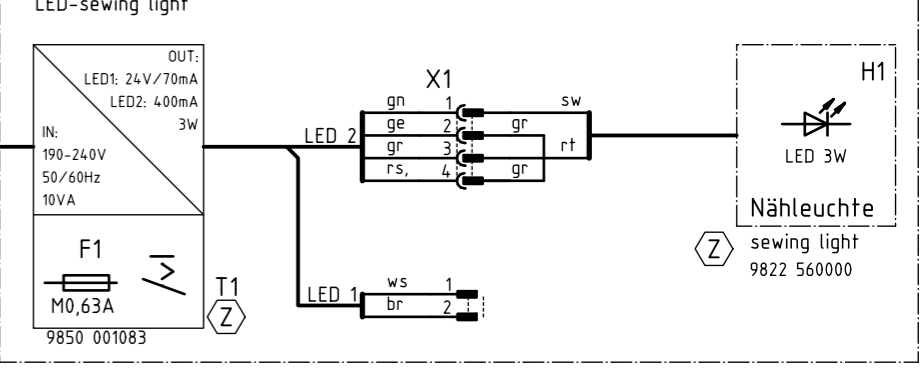 LED-sewing light
OUT:
LED1: 24V/70mA
LED2: 400mA
3W
IN:
190-240V
50/60Hz
10VA
F1
M0,63A
T1
Z
9850 001083
LED 2
X1
gn 1 sw
ge 2 gr
gr 3 rt
rs, 4 gr
LED 1
ws 1
br 2
H1
LED 3W
Nähleuchte
Z
sewing light
9822 560000